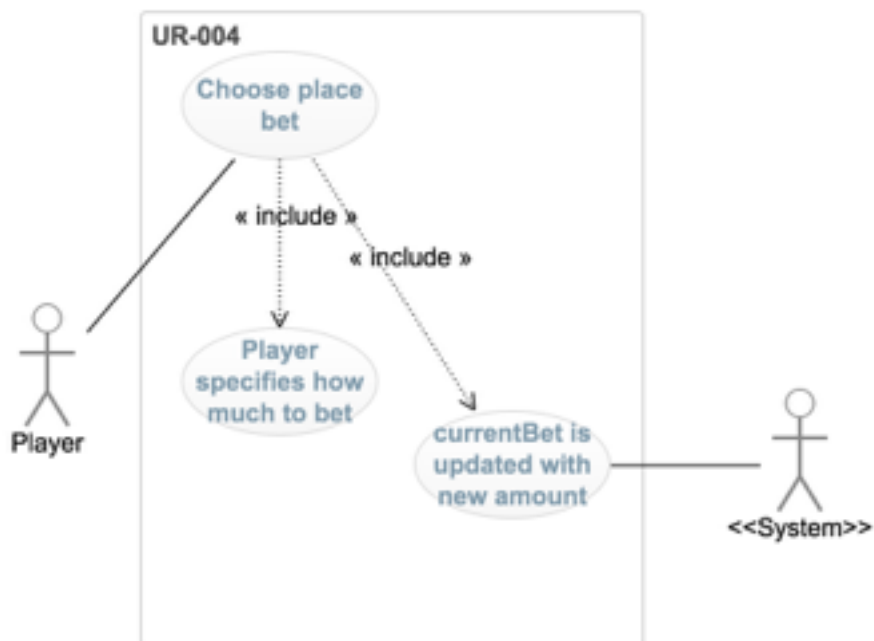 UR-004
Choose place
bet
« include »
« include »
Player
specifies how
much to bet
Player
currentBet is
updated with
new amount
<<System>>